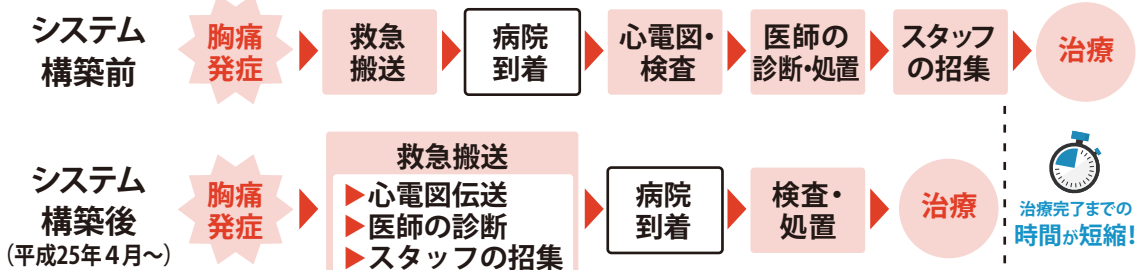 システム
構築前
胸痛
発症
救急
搬送
病院
到着
心電図・
検査
医師の
診断・処置
スタッフ
の招集
治療
システム
構築後
（平成25年4月〜）
胸痛
発症
救急搬送
▶心電図伝送
▶医師の診断
▶スタッフの招集
病院
到着
検査・
処置
治療
治療完了までの
時間が短縮！